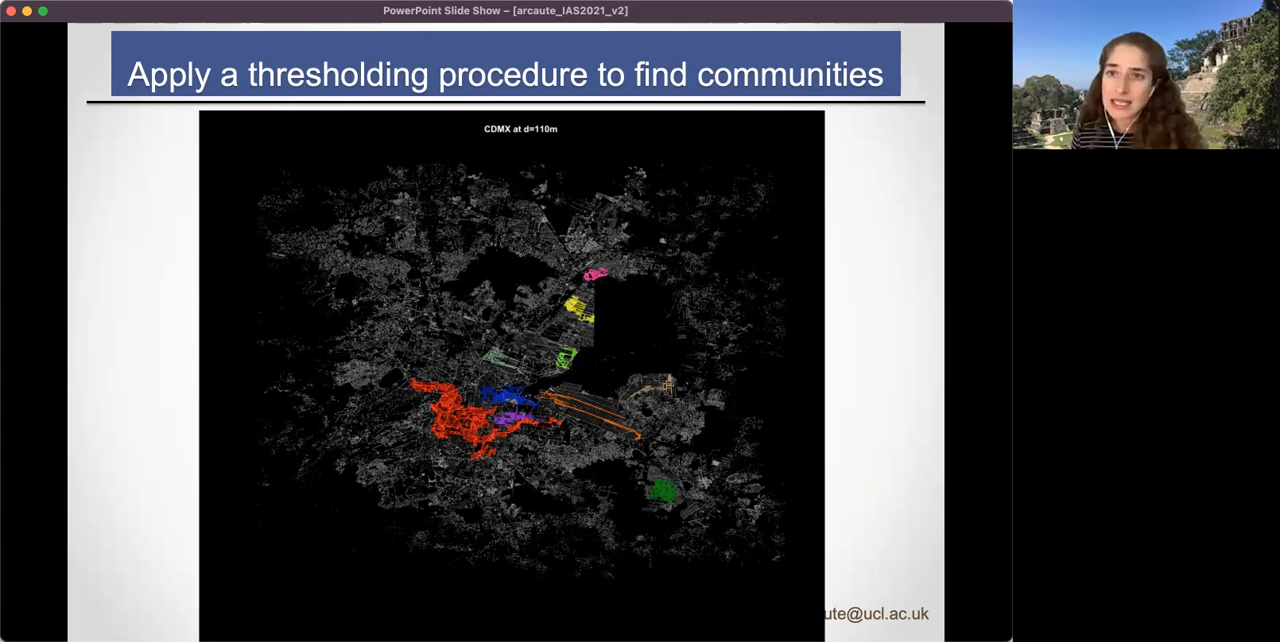 PowerPoint Slide Show – [arcaute_IAS2021_v2]
Apply a thresholding procedure to find communities
CDMX at d=110m
ute@ucl.ac.uk